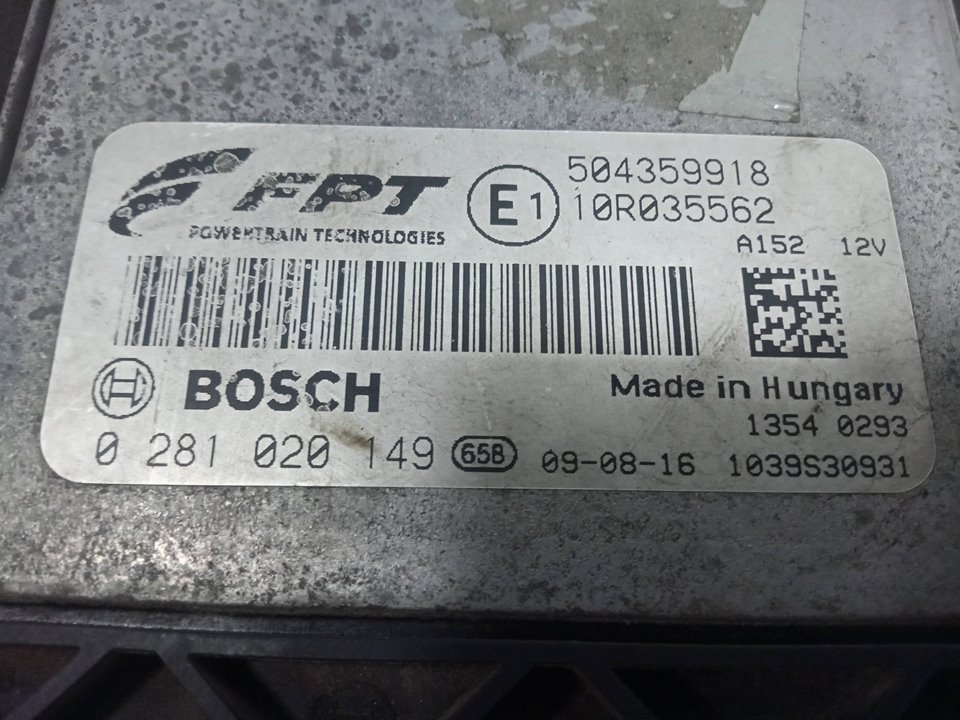 FPT
POWERTRAIN TECHNOLOGIES
E1
504359918
10R035562
A152 12V
BOSCH
Made in Hungary
1354 0293
0 281 020 149 65B 09-08-16 1039S30931